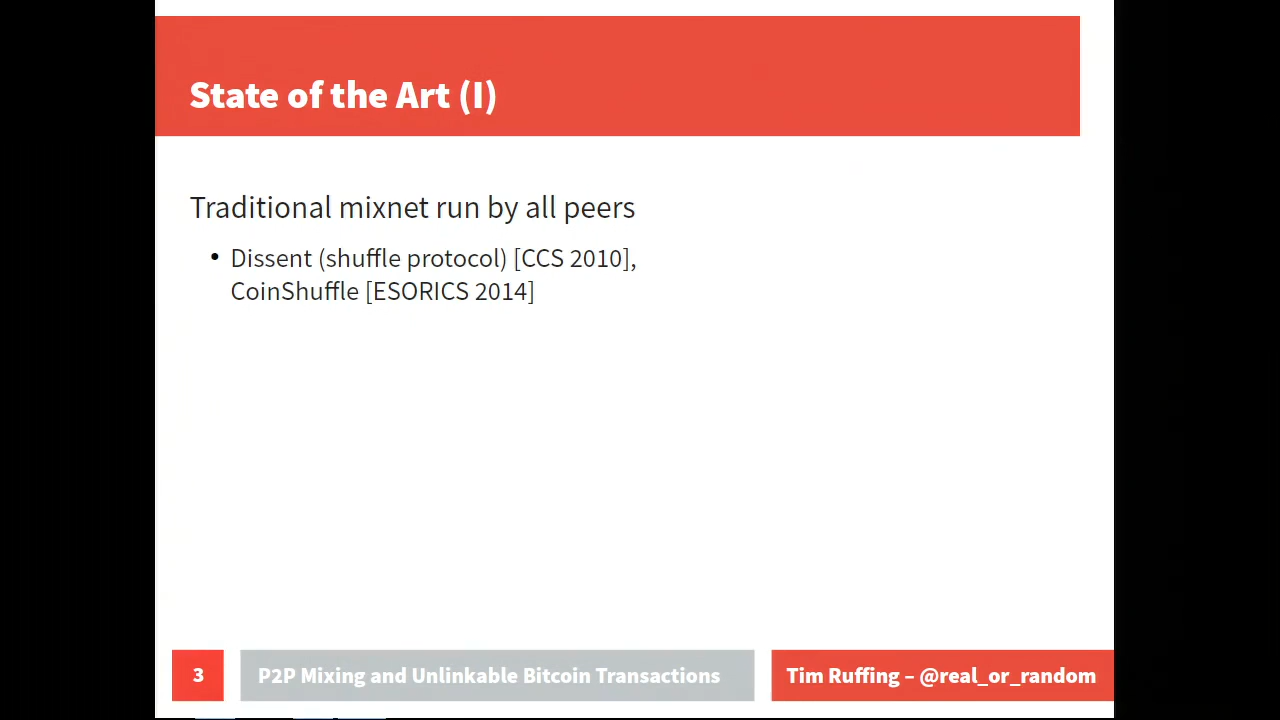 State of the Art (I)
Traditional mixnet run by all peers
• Dissent (shuffle protocol) [CCS 2010],
CoinShuffle [ESORICS 2014]
3
P2P Mixing and Unlinkable Bitcoin Transactions
Tim Ruffing – @real_or_random